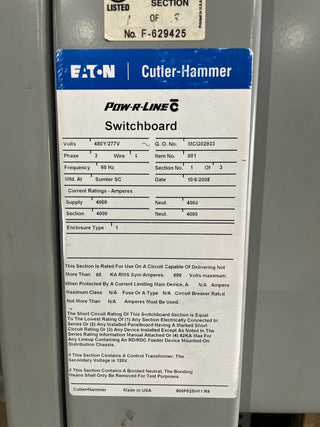 LISTED
SECTION
1 OF
No. F-629425
EATON Cutler-Hammer
POW-R-LINE C
Switchboard
Volts 480Y/277V G. O. No. MCG02933
Phase 3 Wire 4 Item No. 001
Frequency 60 Hz Section No. 1 Of 3
Mfd. At Sumter SC Date 10/6/2008
Current Ratings - Amperes
Supply 4000 Neut. 4000
Section 4000 Neut. 4000
Enclosure Type 1
This Section Is Rated For Use On A Circuit Capable Of Delivering Not
More Than 65 KA RMS Sym Amperes. 600 Volts maximum.
When Protected By A Current Limiting Main Device, A N/A Ampere
Maximum Class N/A Fuse Or A Type N/A Circuit Breaker Rated
Not More Than N/A Amperes Must Be Used.
The Short Circuit Rating Of This Switchboard Section Is Equal
To The Lowest Rating Of (1) Any Section Electrically Connected In
Series Or (2) Any Installed Panelboard Having A Marked Short
Circuit Rating Or (3) Any Device Installed Except As Noted In The
Series Rating Information Manual Attached Or (4) 65KA Max For
Any Lineup Containing An RD/RDC Feeder Device Mounted On
Distribution Chassis.
If This Section Contains A Control Transformer, The
Secondary Voltage Is 120V.
If This Section Contains A Bonded Neutral, The Bonding
Means Shall Only Be Removed For Test Purposes.
Cutler-Hammer Made in USA